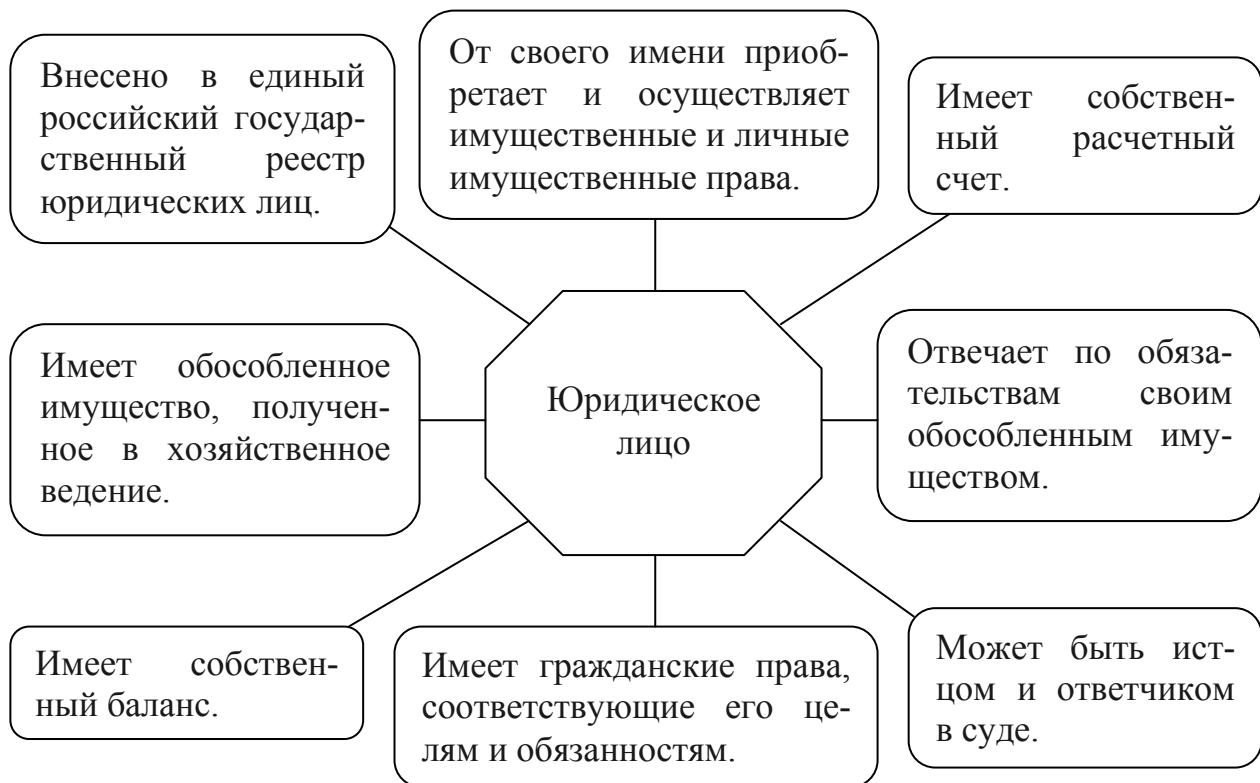 Внесено в единый
российский государ-
ственный реестр
юридических лиц.
От своего имени приоб-
ретает и осуществляет
имущественные и личные
имущественные права.
Имеет собствен-
ный расчетный
счет.
Имеет обособленное
имущество, получен-
ное в хозяйственное
ведение.
Юридическое
лицо
Отвечает по обяза-
тельствам своим
обособленным иму-
ществом.
Имеет собствен-
ный баланс.
Имеет гражданские права,
соответствующие его це-
лям и обязанностям.
Может быть ист-
цом и ответчиком
в суде.